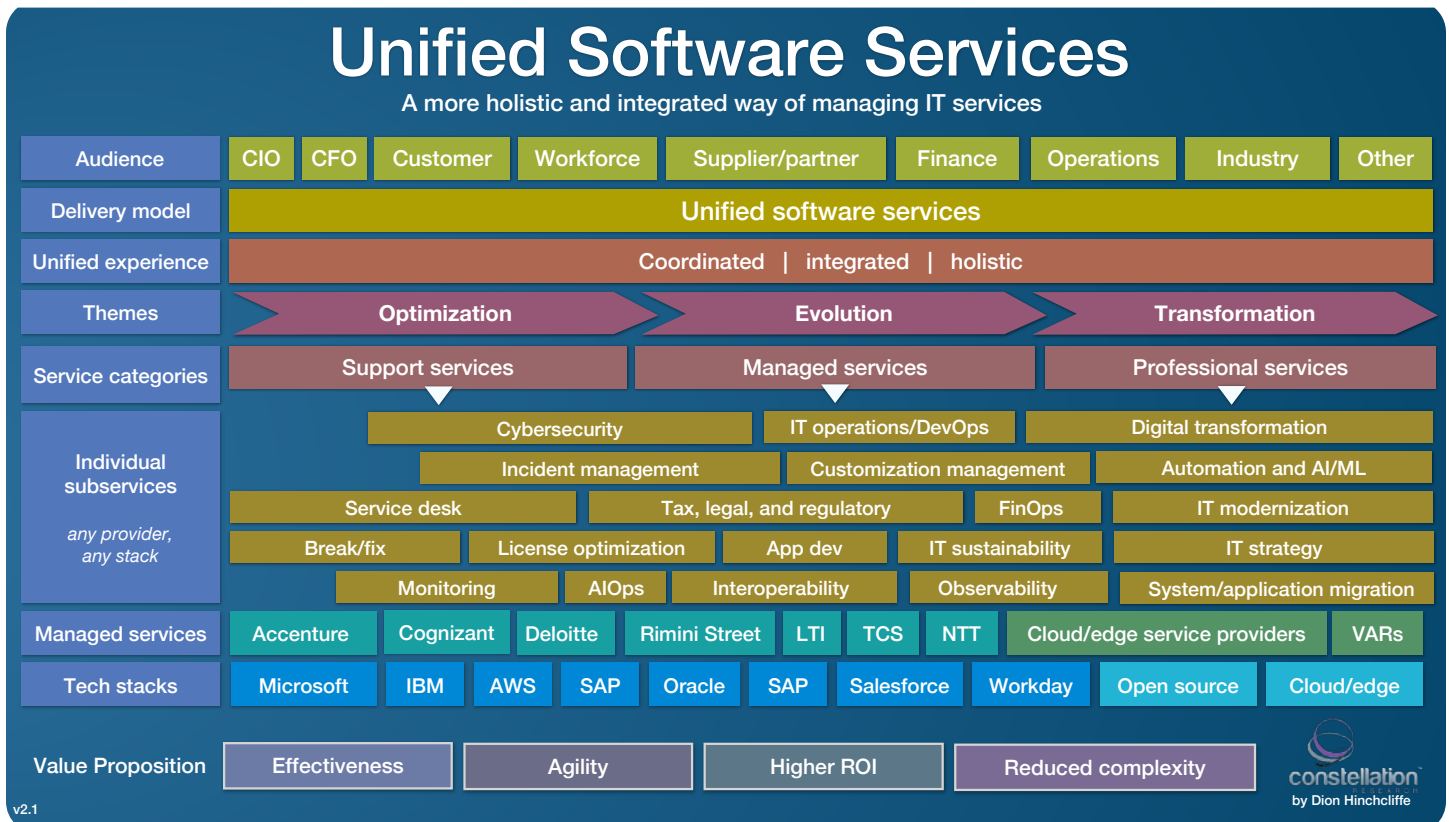 Unified Software Services
A more holistic and integrated way of managing IT services
Audience CIO CFO Customer Workforce Supplier/partner Finance Operations Industry Other
Delivery model Unified software services
Unified experience Coordinated | integrated | holistic
Themes Optimization Evolution Transformation
Service categories Support services Managed services Professional services
Individual
subservices
any provider,
any stack
Cybersecurity IT operations/DevOps Digital transformation
Incident management Customization management Automation and AI/ML
Service desk Tax, legal, and regulatory FinOps IT modernization
Break/fix License optimization App dev IT sustainability IT strategy
Monitoring AIOps Interoperability Observability System/application migration
Managed services Accenture Cognizant Deloitte Rimini Street LTI TCS NTT Cloud/edge service providers VARs
Tech stacks Microsoft IBM AWS SAP Oracle SAP Salesforce Workday Open source Cloud/edge
Value Proposition Effectiveness Agility Higher ROI Reduced complexity
constellation™
RESEARCH
by Dion Hinchcliffe
v2.1